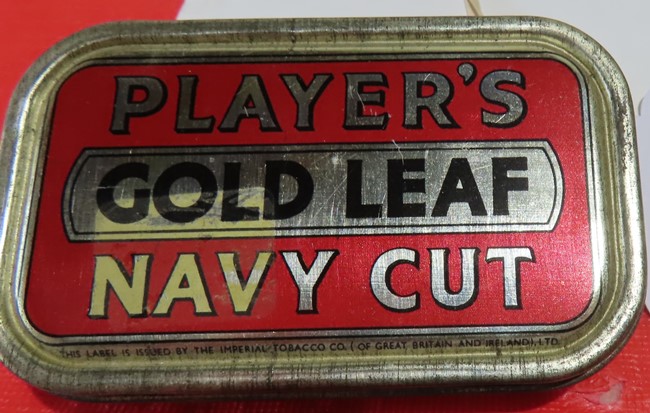 PLAYER'S
GOLD LEAF
NAVY CUT
THIS LABEL IS ISSUED BY THE IMPERIAL TOBACCO CO. ( OF GREAT BRITAIN AND IRELAND), LTD.